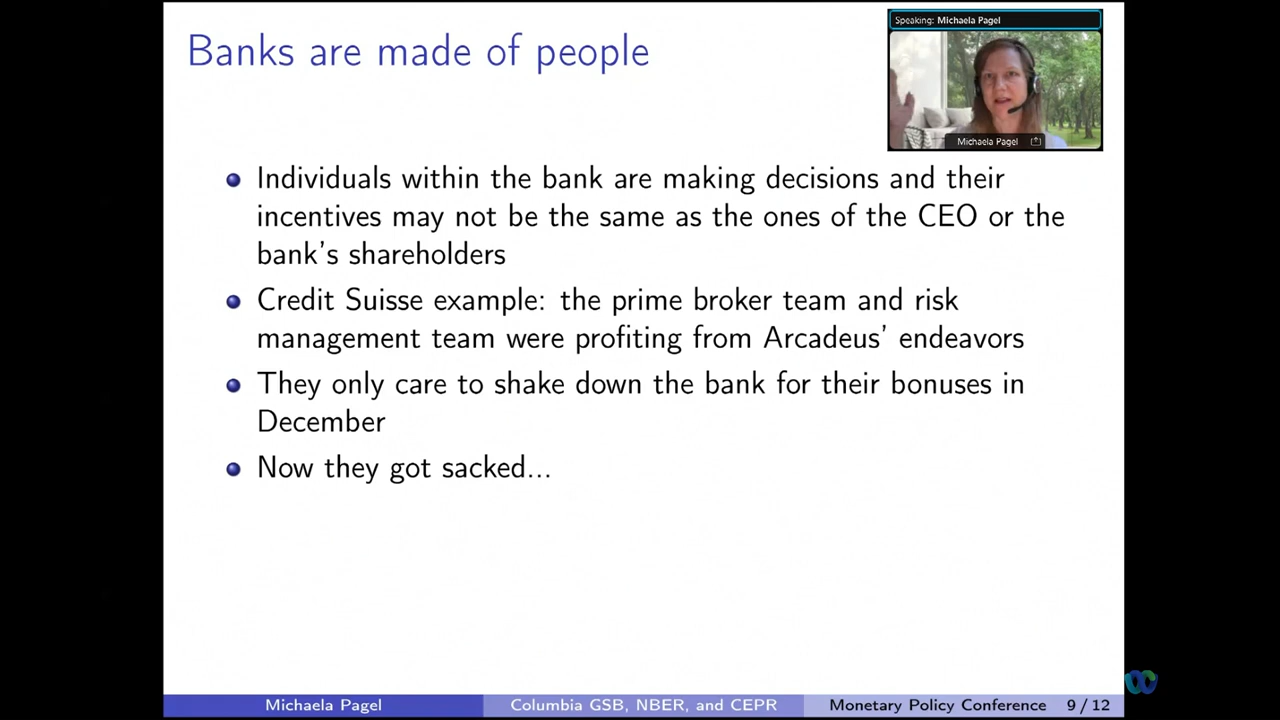 Banks are made of people
Speaking: Michaela Pagel
Michaela Pagel
Individuals within the bank are making decisions and their
incentives may not be the same as the ones of the CEO or the
bank's shareholders
Credit Suisse example: the prime broker team and risk
management team were profiting from Arcadeus' endeavors
They only care to shake down the bank for their bonuses in
December
Now they got sacked...
Michaela Pagel
Columbia GSB, NBER, and CEPR
Monetary Policy Conference
9 / 12